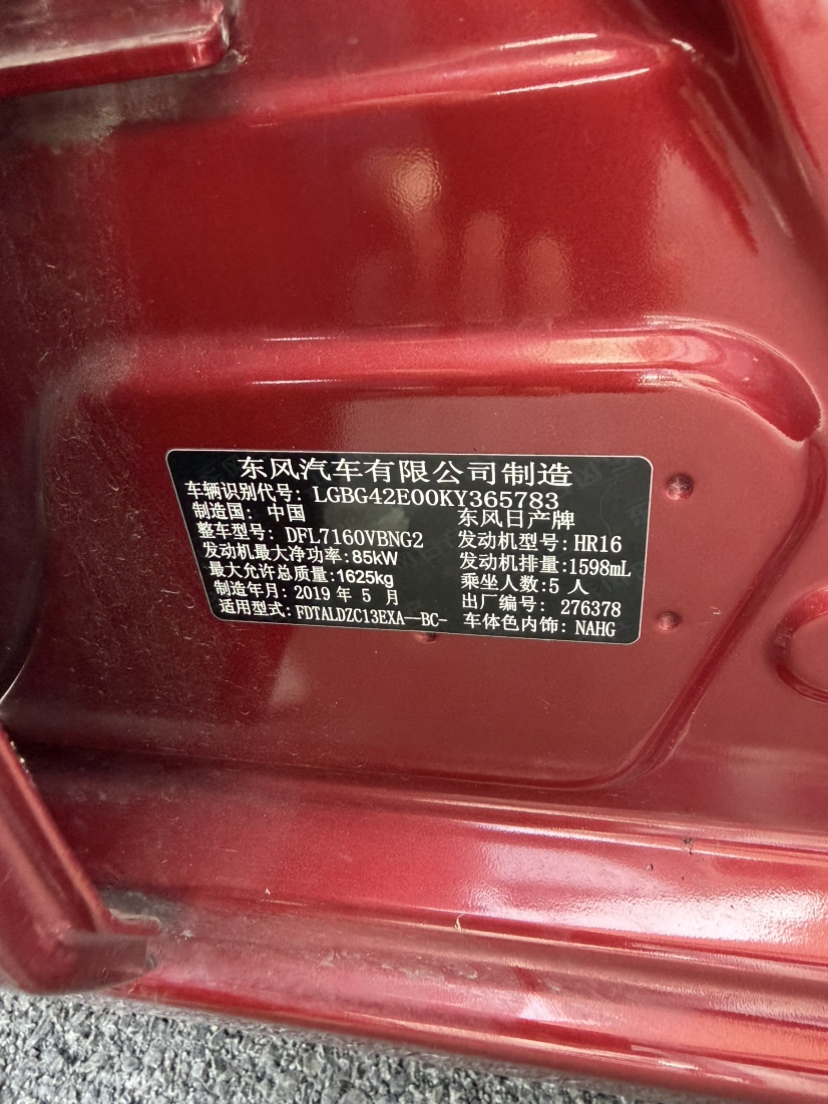 东风汽车有限公司制造
车辆识别代号: LGBG42E00KY365783
制造国: 中国 东风日产牌
整车型号: DFL7160VBNG2 发动机型号: HR16
发动机最大净功率: 85kW 发动机排量: 1598mL
最大允许总质量: 1625kg 乘坐人数: 5 人
制造年月: 2019 年 5 月 出厂编号: 276378
适用型式: FDTALDZC13EXA--BC- 车体色内饰: NAHG